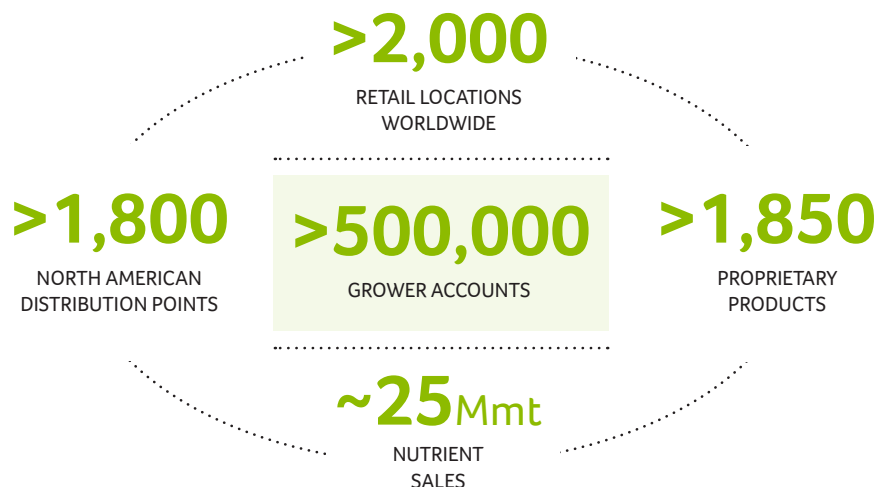 >2,000
RETAIL LOCATIONS
WORLDWIDE
>1,800
NORTH AMERICAN
DISTRIBUTION POINTS
>500,000
GROWER ACCOUNTS
>1,850
PROPRIETARY
PRODUCTS
~25Mmt
NUTRIENT
SALES